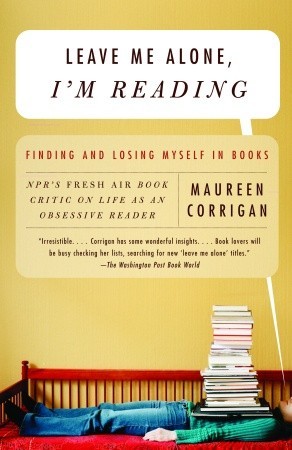 LEAVE ME ALONE,
I'M READING
FINDING AND LOSING MYSELF IN BOOKS
NPR'S FRESH AIR BOOK
CRITIC ON LIFE AS AN
OBSESSIVE READER
MAUREEN
CORRIGAN
"Irresistible. . . . Corrigan has some wonderful insights. . . . Book lovers will
be busy checking her lists, searching for new 'leave me alone' titles."
—The Washington Post Book World